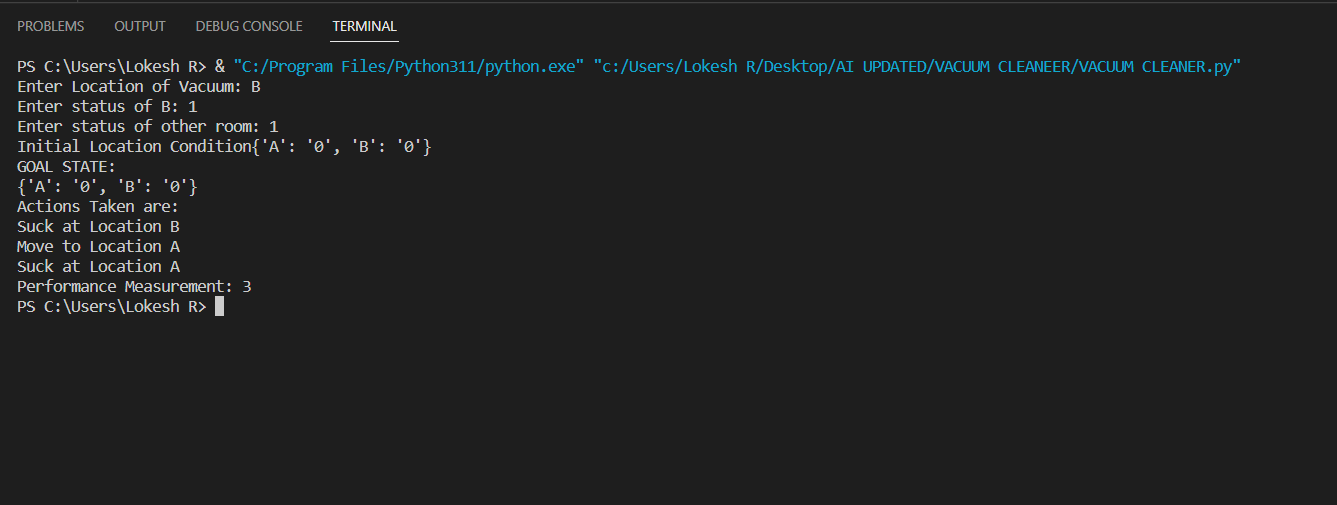 PROBLEMS OUTPUT DEBUG CONSOLE TERMINAL
PS C:\Users\Lokesh R> & "C:/Program Files/Python311/python.exe" "c:/Users/Lokesh R/Desktop/AI UPDATED/VACUUM CLEANEER/VACUUM CLEANER.py"
Enter Location of Vacuum: B
Enter status of B: 1
Enter status of other room: 1
Initial Location Condition{'A': '0', 'B': '0'}
GOAL STATE:
{'A': '0', 'B': '0'}
Actions Taken are:
Suck at Location B
Move to Location A
Suck at Location A
Performance Measurement: 3
PS C:\Users\Lokesh R>